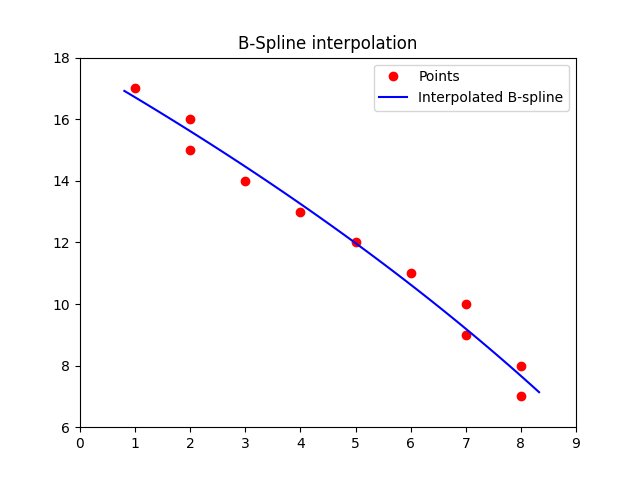 B-Spline interpolation
Points
Interpolated B-spline
18
16
14
12
10
8
6
0 1 2 3 4 5 6 7 8 9